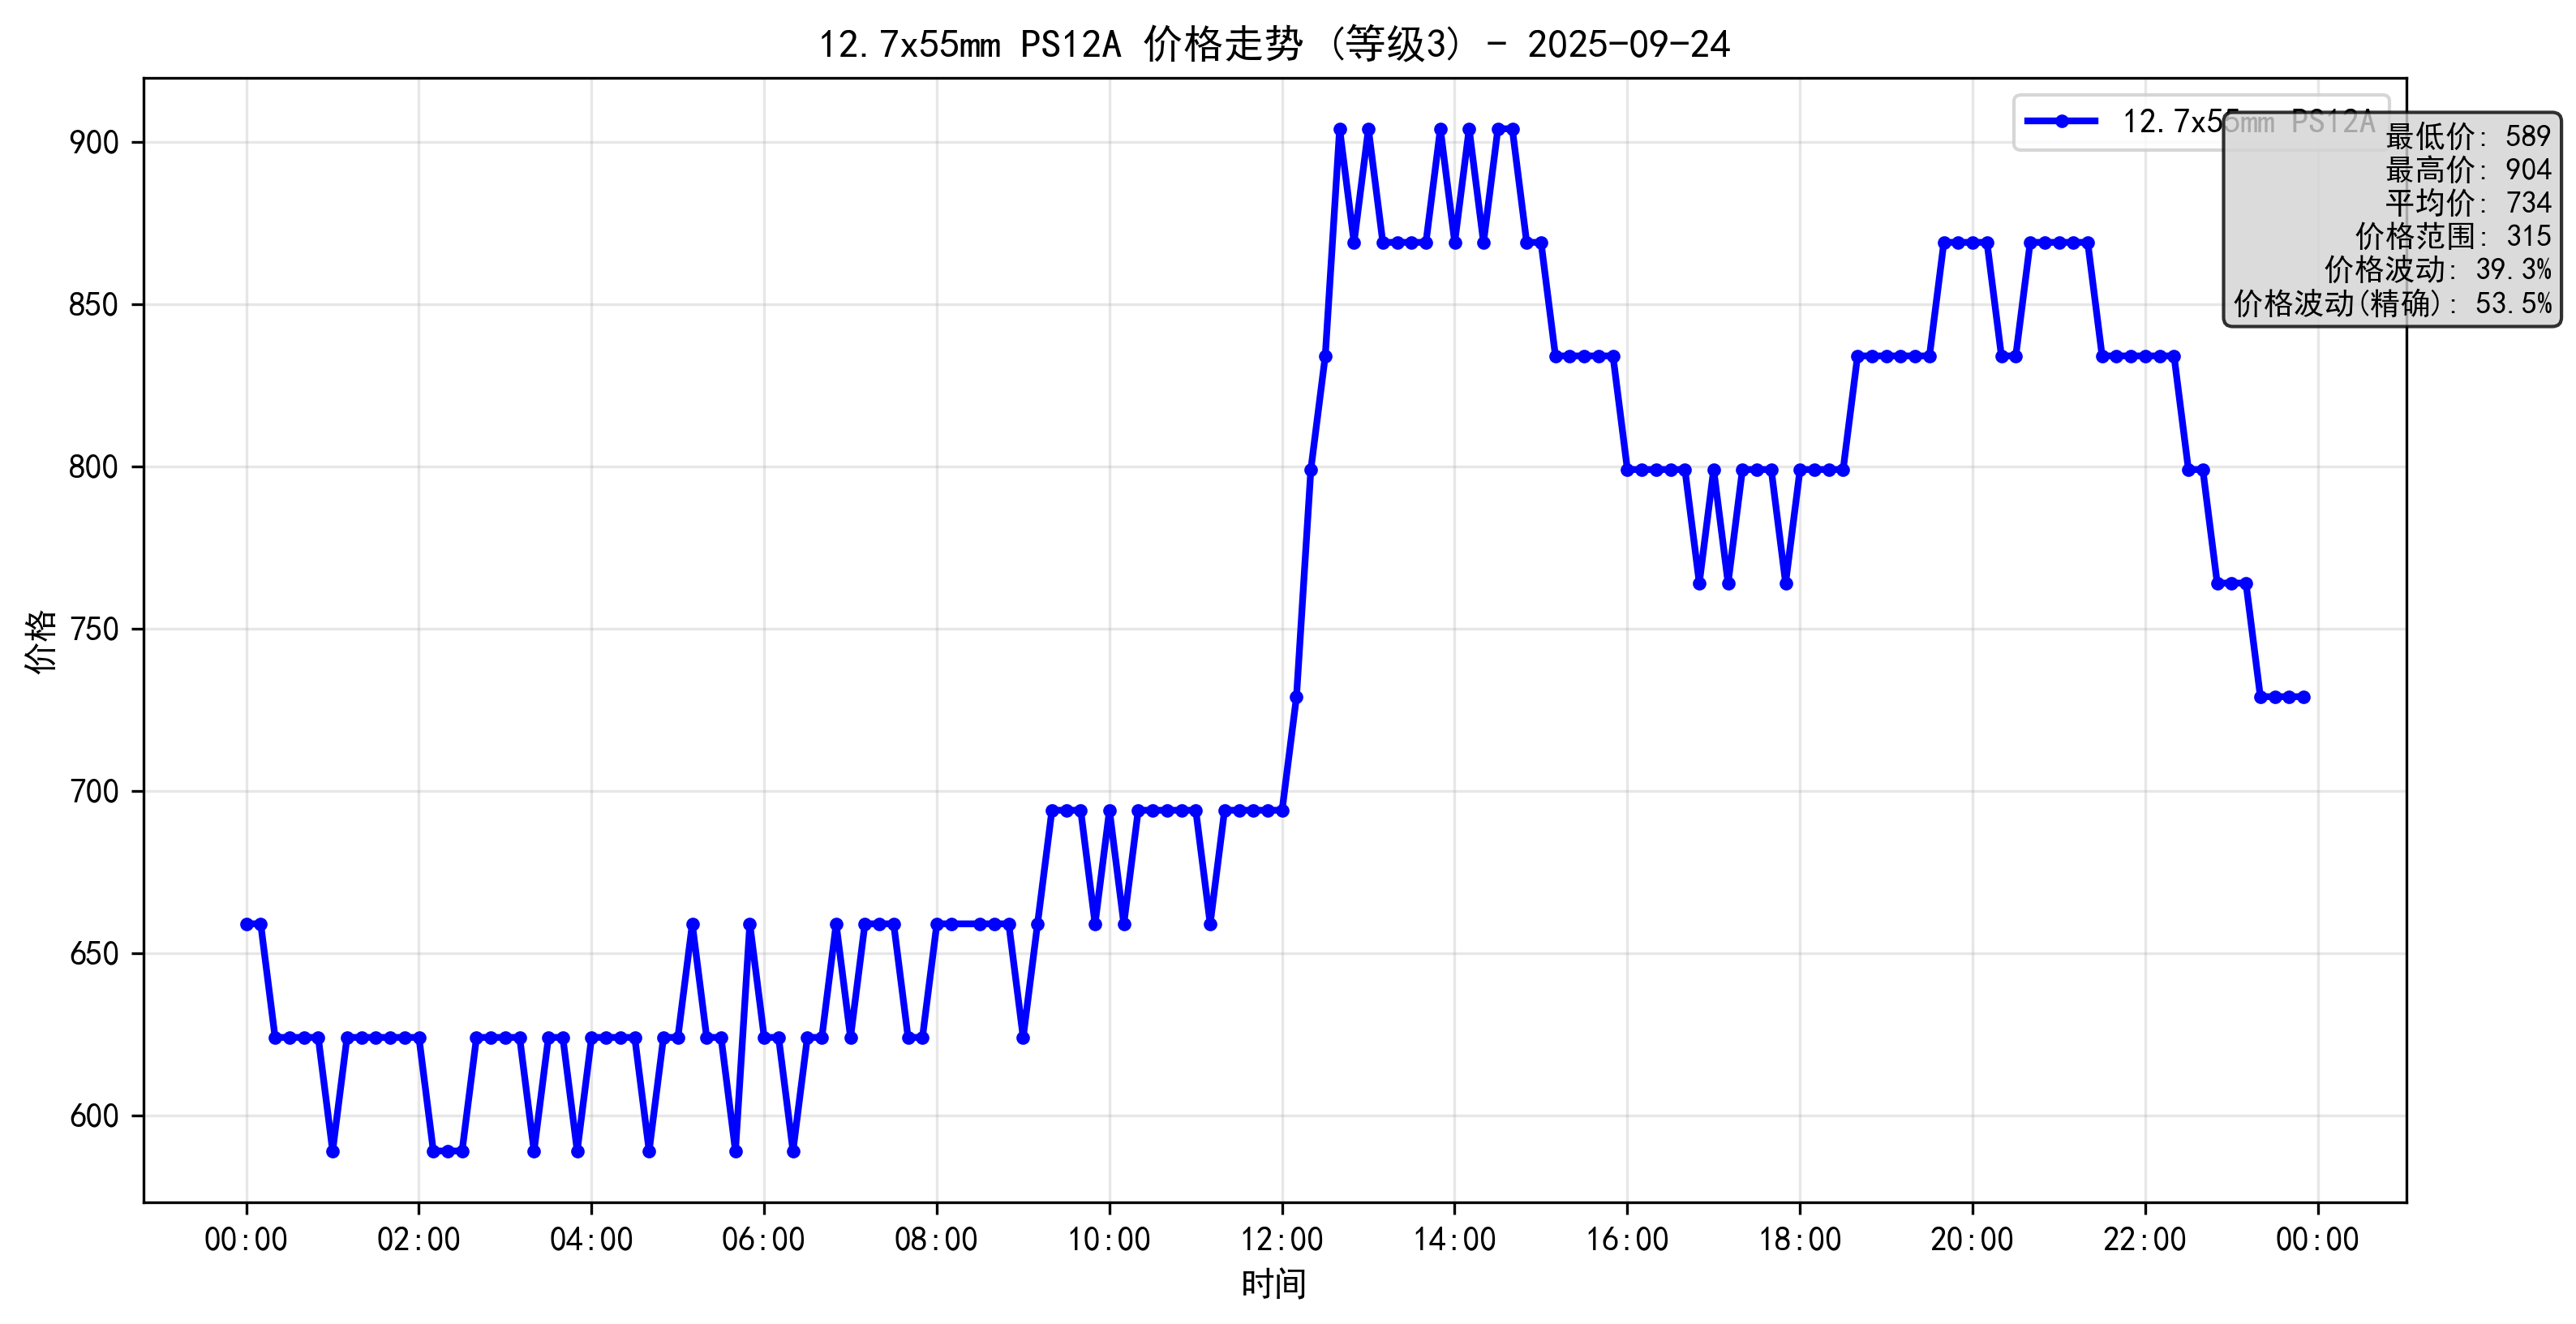 12.7x55mm PS12A 价格走势 (等级3) - 2025-09-24
12.7x55mm PS12A
最低价: 589
最高价: 904
平均价: 734
价格范围: 315
价格波动: 39.3%
价格波动(精确): 53.5%
900
850
800
750
700
650
600
价格
00:00 02:00 04:00 06:00 08:00 10:00 12:00 14:00 16:00 18:00 20:00 22:00 00:00
时间